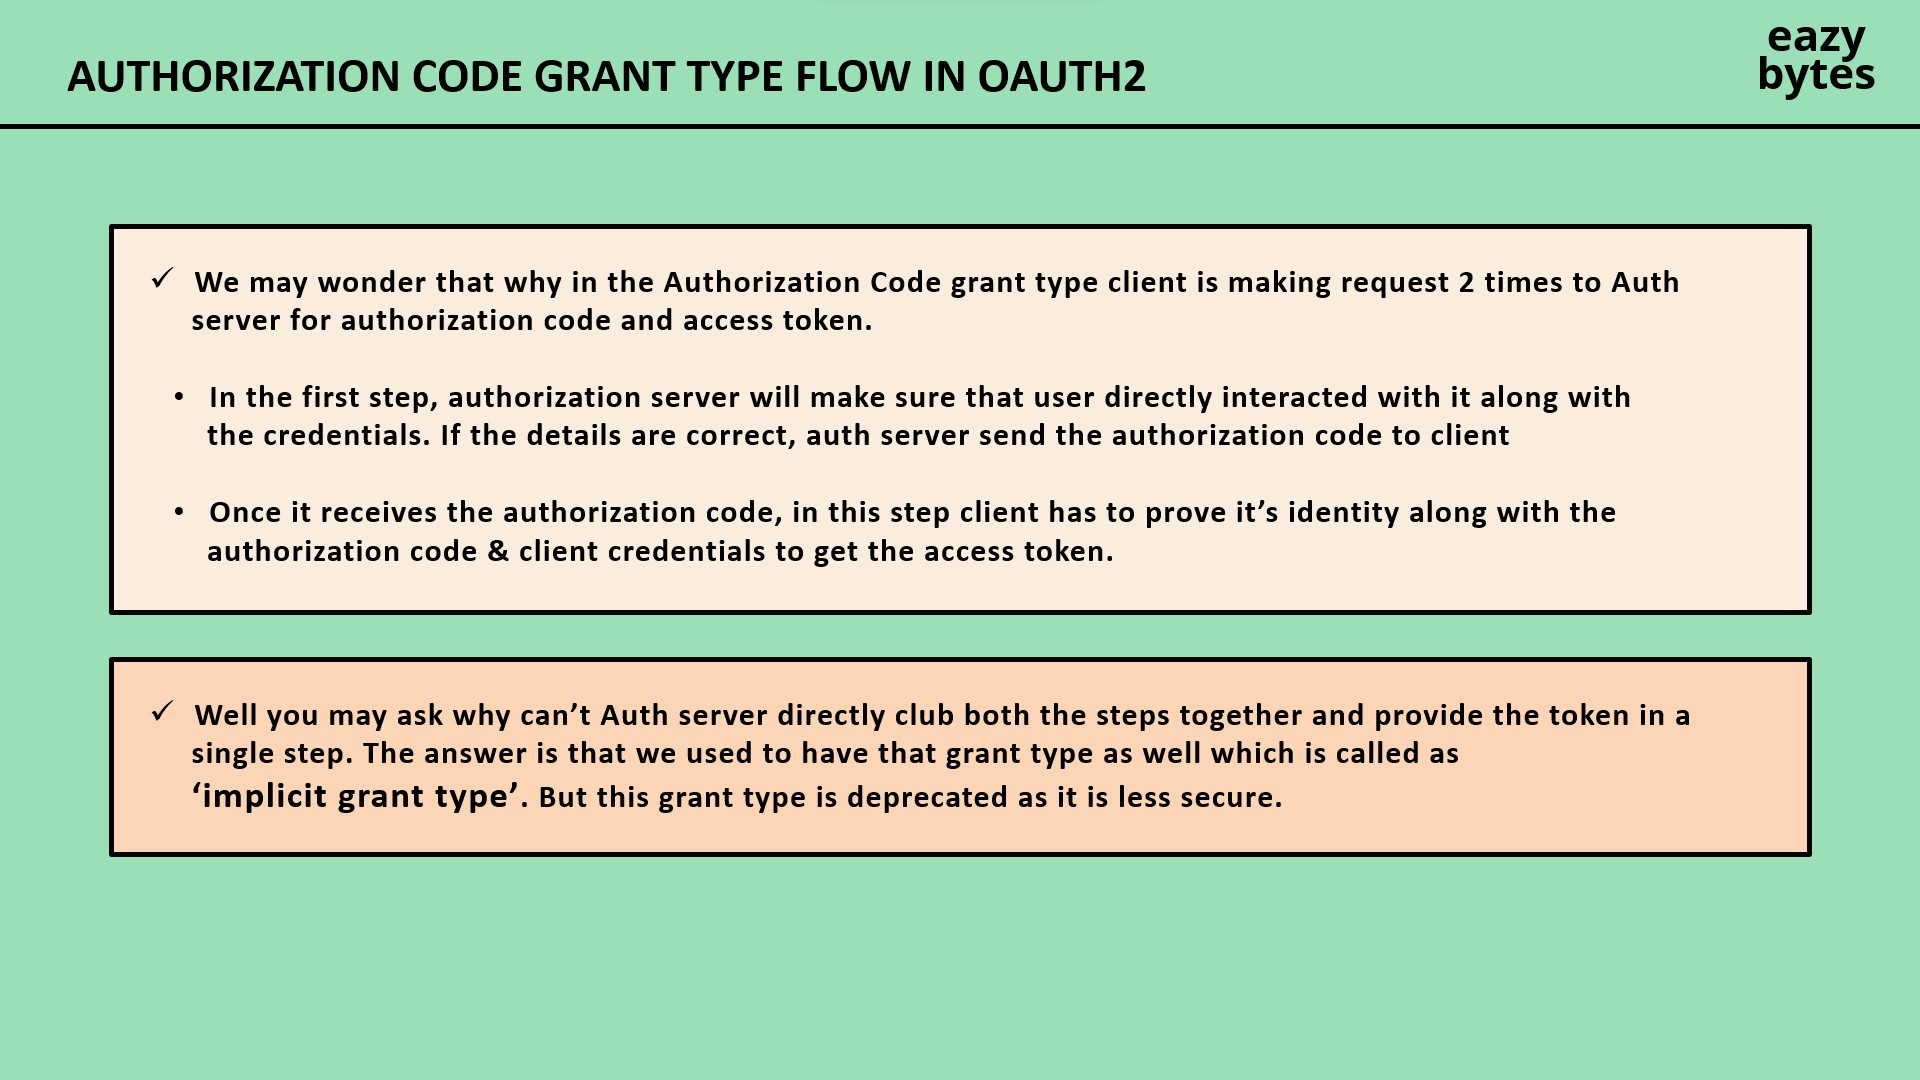 AUTHORIZATION CODE GRANT TYPE FLOW IN OAUTH2
eazy
bytes
✓ We may wonder that why in the Authorization Code grant type client is making request 2 times to Auth
server for authorization code and access token.
• In the first step, authorization server will make sure that user directly interacted with it along with
the credentials. If the details are correct, auth server send the authorization code to client
• Once it receives the authorization code, in this step client has to prove it’s identity along with the
authorization code & client credentials to get the access token.
✓ Well you may ask why can’t Auth server directly club both the steps together and provide the token in a
single step. The answer is that we used to have that grant type as well which is called as
‘implicit grant type’. But this grant type is deprecated as it is less secure.